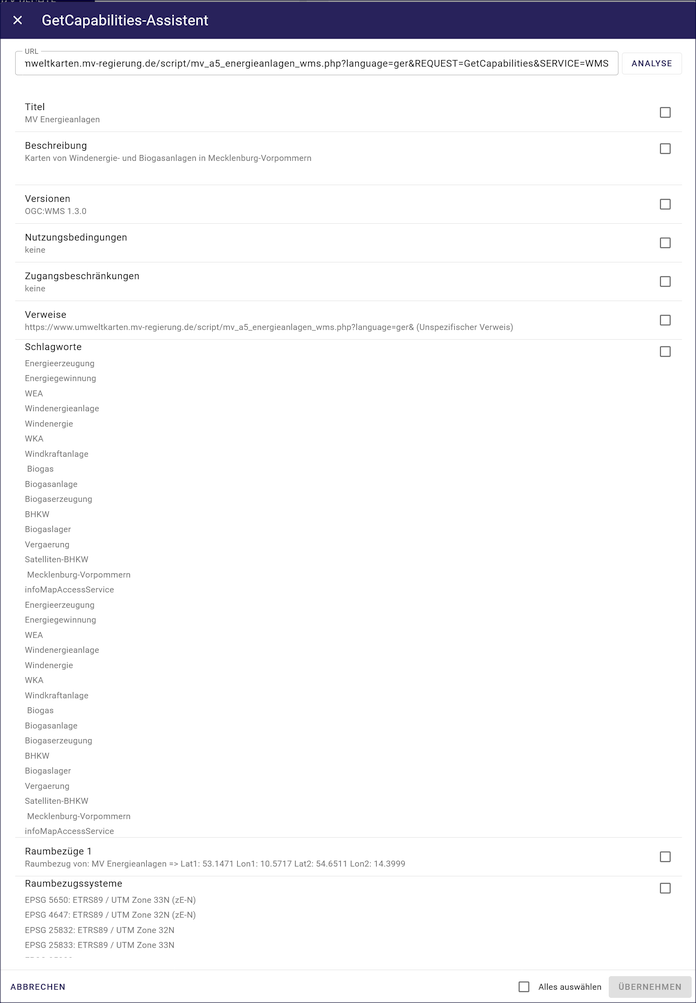 GetCapabilities-Assistent
URL
nweltkarten.mv-regierung.de/script/mv_a5_energieanlagen_wms.php?language=ger&REQUEST=GetCapabilities&SERVICE=WMS
ANALYSE
Titel
MV Energieanlagen
Beschreibung
Karten von Windenergie- und Biogasanlagen in Mecklenburg-Vorpommern
Versionen
OGC:WMS 1.3.0
Nutzungsbedingungen
keine
Zugangsbeschränkungen
keine
Verweise
https://www.umweltkarten.mv-regierung.de/script/mv_a5_energieanlagen_wms.php?language=ger& (Unspezifischer Verweis)
Schlagworte
Energieerzeugung
Energiegewinnung
WEA
Windenergieanlage
Windenergie
WKA
Windkraftanlage
Biogas
Biogasanlage
Biogaserzeugung
BHKW
Biogaslager
Vergaerung
Satelliten-BHKW
Mecklenburg-Vorpommern
infoMapAccessService
Energieerzeugung
Energiegewinnung
WEA
Windenergieanlage
Windenergie
WKA
Windkraftanlage
Biogas
Biogasanlage
Biogaserzeugung
BHKW
Biogaslager
Vergaerung
Satelliten-BHKW
Mecklenburg-Vorpommern
infoMapAccessService
Raumbezüge 1
Raumbezug von: MV Energieanlagen => Lat1: 53.1471 Lon1: 10.5717 Lat2: 54.6511 Lon2: 14.3999
Raumbezugssysteme
EPSG 5650: ETRS89 / UTM Zone 33N (zE-N)
EPSG 4647: ETRS89 / UTM Zone 32N (zE-N)
EPSG 25832: ETRS89 / UTM Zone 32N
EPSG 25833: ETRS89 / UTM Zone 33N
ABBRECHEN
Alles auswählen
ÜBERNEHMEN